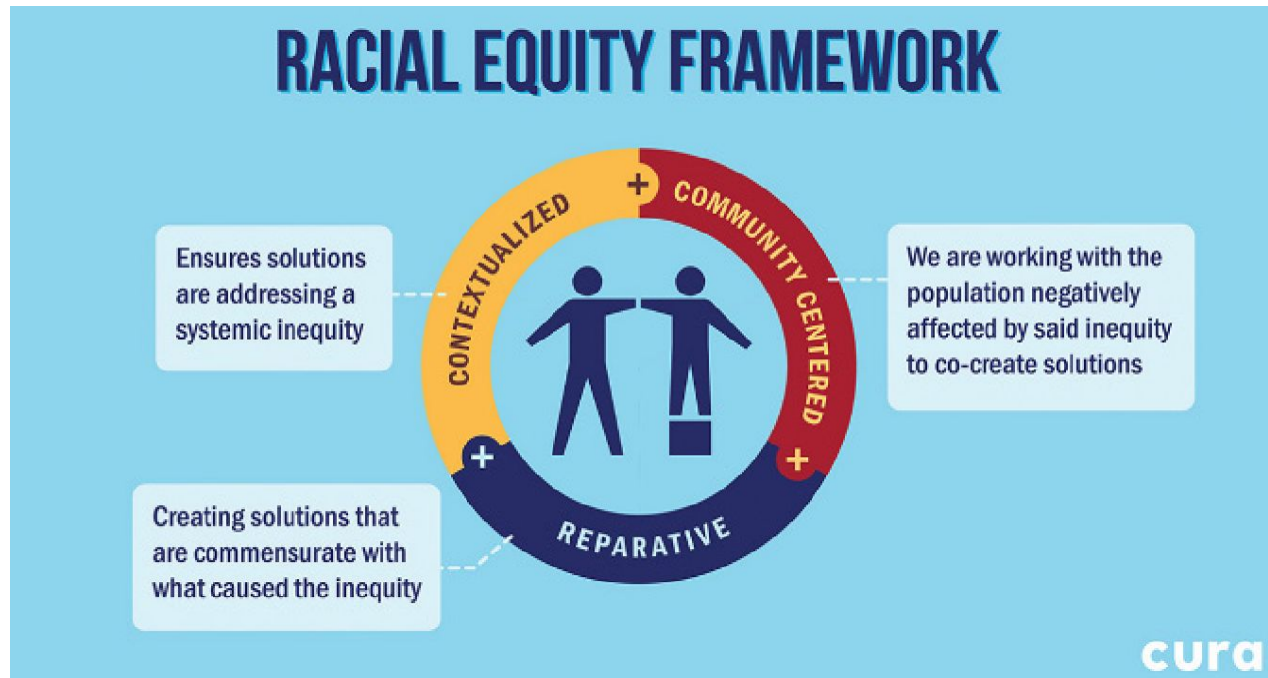 RACIAL EQUITY FRAMEWORK
CONTEXTUALIZED
+
COMMUNITY CENTERED
Ensures solutions
are addressing a
systemic inequity
We are working with the
population negatively
affected by said inequity
to co-create solutions
+
+
REPARATIVE
Creating solutions that
are commensurate with
what caused the inequity
cura